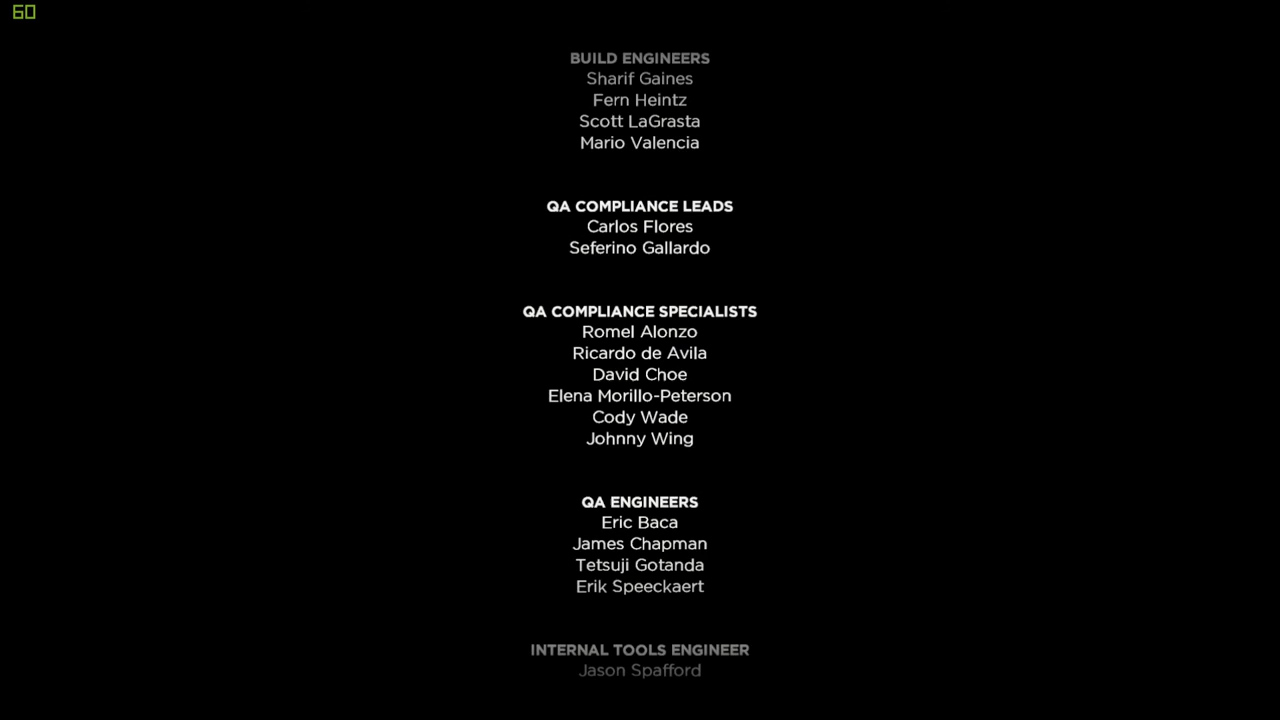 60
BUILD ENGINEERS
Sharif Gaines
Fern Heintz
Scott LaGrasta
Mario Valencia
QA COMPLIANCE LEADS
Carlos Flores
Seferino Gallardo
QA COMPLIANCE SPECIALISTS
Romel Alonzo
Ricardo de Avila
David Choe
Elena Morillo-Peterson
Cody Wade
Johnny Wing
QA ENGINEERS
Eric Baca
James Chapman
Tetsuji Gotanda
Erik Speeckaert
INTERNAL TOOLS ENGINEER
Jason Spafford